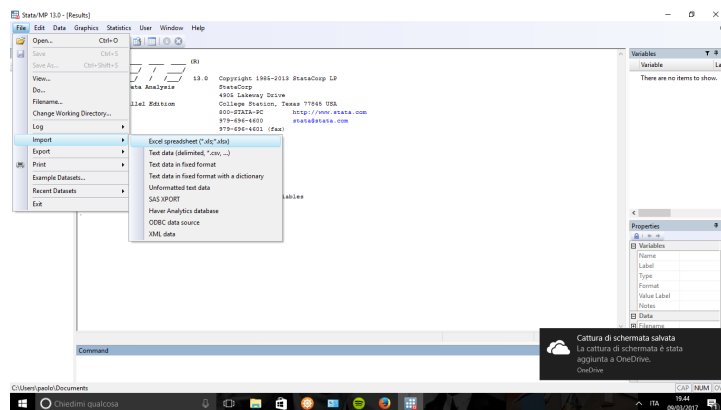 Stata/MP 13.0 - [Results]
File Edit Data Graphics Statistics User Window Help
Open... Ctrl+O
Save Ctrl+S
Save As... Ctrl+Shift+S
View...
Do...
Filename...
Change Working Directory...
Log
Import
Export
Print
Example Datasets...
Recent Datasets
Exit
Excel spreadsheet (*.xls;*.xlsx)
Text data (delimited, *.csv, ...)
Text data in fixed format
Text data in fixed format with a dictionary
Unformatted text data
SAS XPORT
Haver Analytics database
ODBC data source
XML data
(R)
13.0 Copyright 1985-2013 StataCorp LP
ata Analysis StataCorp
4905 Lakeway Drive
llel Edition College Station, Texas 77845 USA
800-STATA-PC http://www.stata.com
979-696-4600 stata@stata.com
979-696-4601 (fax)
iables
.
Command
Variables
Variable La
There are no items to show.
Properties
Variables
Name
Label
Type
Format
Value Label
Notes
Data
Filename
Cattura di schermata salvata
La cattura di schermata è stata
aggiunta a OneDrive.
OneDrive
C:\Users\paolo\Documents
CAP NUM OV
Chiedimi qualcosa
ITA
19.44
09/03/2017